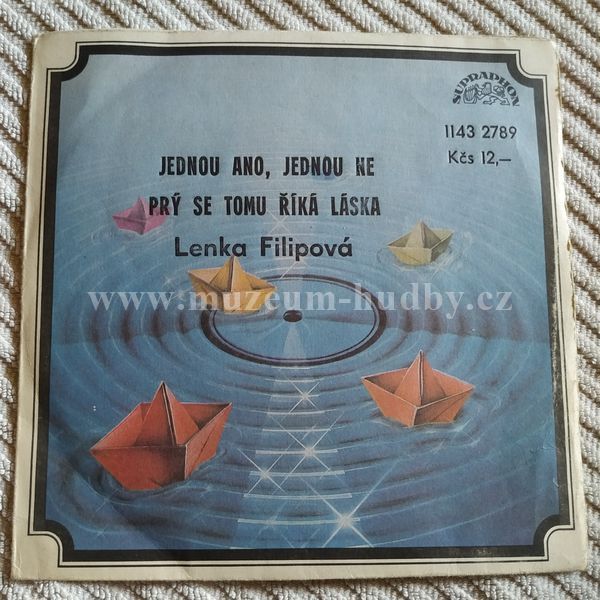 SUPRAPHON
1143 2789
Kčs 12,–
JEDNOU ANO, JEDNOU NE
PRÝ SE TOMU ŘÍKÁ LÁSKA
Lenka Filipová
www.muzeum-hudby.cz